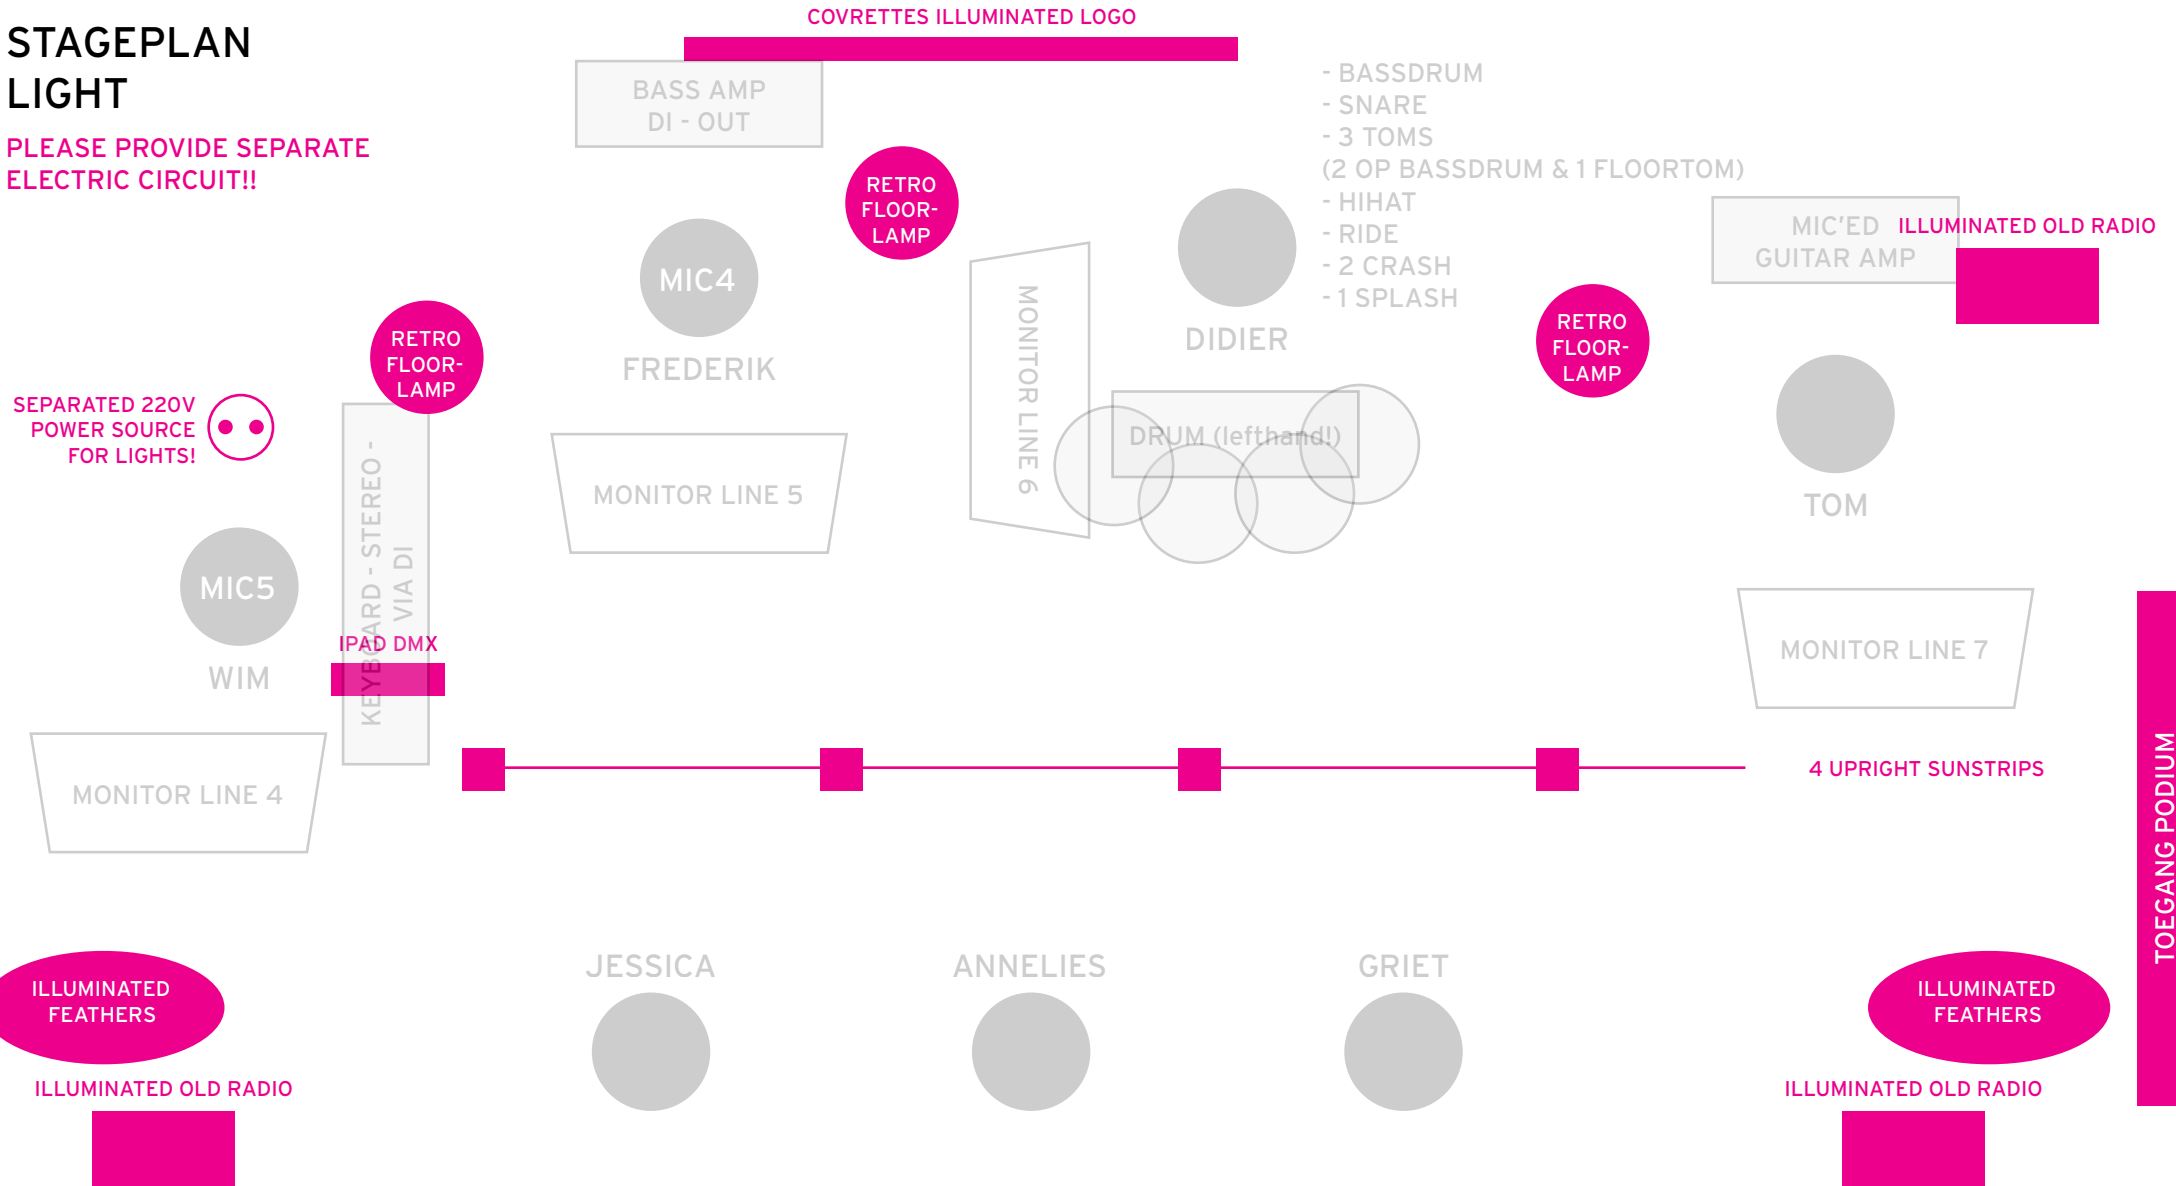 COVRETTES ILLUMINATED LOGO
STAGEPLAN
LIGHT
PLEASE PROVIDE SEPARATE
ELECTRIC CIRCUIT!!
BASS AMP
DI - OUT
- BASSDRUM
- SNARE
- 3 TOMS
(2 OP BASSDRUM & 1 FLOORTOM)
- HIHAT
- RIDE
- 2 CRASH
- 1 SPLASH
RETRO
FLOOR-
LAMP
MIC'ED
GUITAR AMP
ILLUMINATED OLD RADIO
MIC4
FREDERIK
MONITOR LINE 6
DIDIER
RETRO
FLOOR-
LAMP
RETRO
FLOOR-
LAMP
SEPARATED 220V
POWER SOURCE
FOR LIGHTS!
KEYBOARD - STEREO -
VIA DI
DRUM (lefthand!)
MONITOR LINE 5
TOM
MIC5
WIM
IPAD DMX
MONITOR LINE 7
MONITOR LINE 4
4 UPRIGHT SUNSTRIPS
TOEGANG PODIUM
JESSICA
ANNELIES
GRIET
ILLUMINATED
FEATHERS
ILLUMINATED
FEATHERS
ILLUMINATED OLD RADIO
ILLUMINATED OLD RADIO